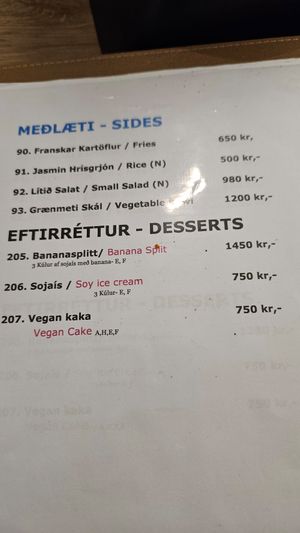 MEÐLÆTI - SIDES
90. Franskar Kartöflur / Fries 650 kr,
91. Jasmin Hrísgrjón / Rice (N) 500 kr,-
92. Lítið Salat / Small Salad (N) 980 kr,-
93. Grænmeti Skál / Vegetable 1200 kr,-
EFTIRRÉTTUR - DESSERTS
205. Bananasplitt/ Banana Split 1450 kr,-
3 Kúlur af sojaís með banana- E, F
206. Sojaís / Soy ice cream 750 kr,-
3 Kúlur- E, F
207. Vegan kaka 750 kr,-
Vegan Cake A,H,E,F